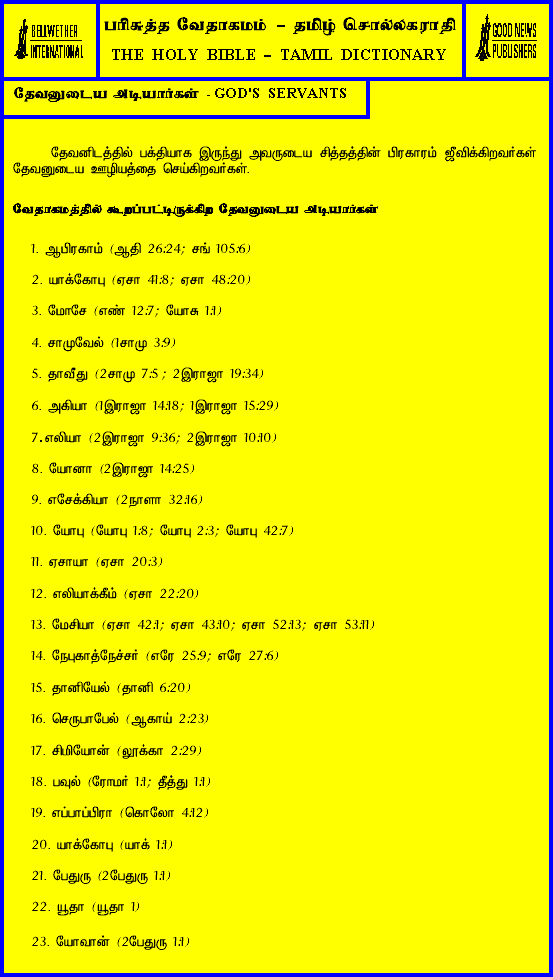 BELLWETHER
INTERNATIONAL
பரிசுத்த வேதாகமம் – தமிழ் சொல்லகராதி
THE HOLY BIBLE – TAMIL DICTIONARY
GOOD NEWS
PUBLISHERS
தேவனுடைய அடியார்கள் - GOD'S SERVANTS
தேவனிடத்தில் பக்தியாக இருந்து அவருடைய சித்தத்தின் பிரகாரம் ஜீவிக்கிறவர்கள்
தேவனுடைய ஊழியத்தை செய்கிறவர்கள்.
வேதாகமத்தில் கூறப்பட்டிருக்கிற தேவனுடைய அடியார்கள்
1. ஆபிரகாம் (ஆதி 26:24; சங் 105:6)
2. யாக்கோபு (ஏசா 41:8; ஏசா 48:20)
3. மோசே (எண் 12:7; யோசு 1:1)
4. சாமுவேல் (1சாமு 3:9)
5. தாவீது (2சாமு 7:5 ; 2இராஜா 19:34)
6. அகியா (1இராஜா 14:18; 1இராஜா 15:29)
7. எலியா (2இராஜா 9:36; 2இராஜா 10:10)
8. யோனா (2இராஜா 14:25)
9. எசேக்கியா (2நாளா 32:16)
10. யோபு (யோபு 1:8; யோபு 2:3; யோபு 42:7)
11. ஏசாயா (ஏசா 20:3)
12. எலியாக்கீம் (ஏசா 22:20)
13. மேசியா (ஏசா 42:1; ஏசா 43:10; ஏசா 52:13; ஏசா 53:11)
14. நேபுகாத்நேச்சர் (எரே 25:9; எரே 27:6)
15. தானியேல் (தானி 6:20)
16. செருபாபேல் (ஆகாய் 2:23)
17. சிமியோன் (லூக்கா 2:29)
18. பவுல் (ரோமர் 1:1; தீத்து 1:1)
19. எப்பாப்பிரா (கொலோ 4:12)
20. யாக்கோபு (யாக் 1:1)
21. பேதுரு (2பேதுரு 1:1)
22. யூதா (யூதா 1)
23. யோவான் (2பேதுரு 1:1)